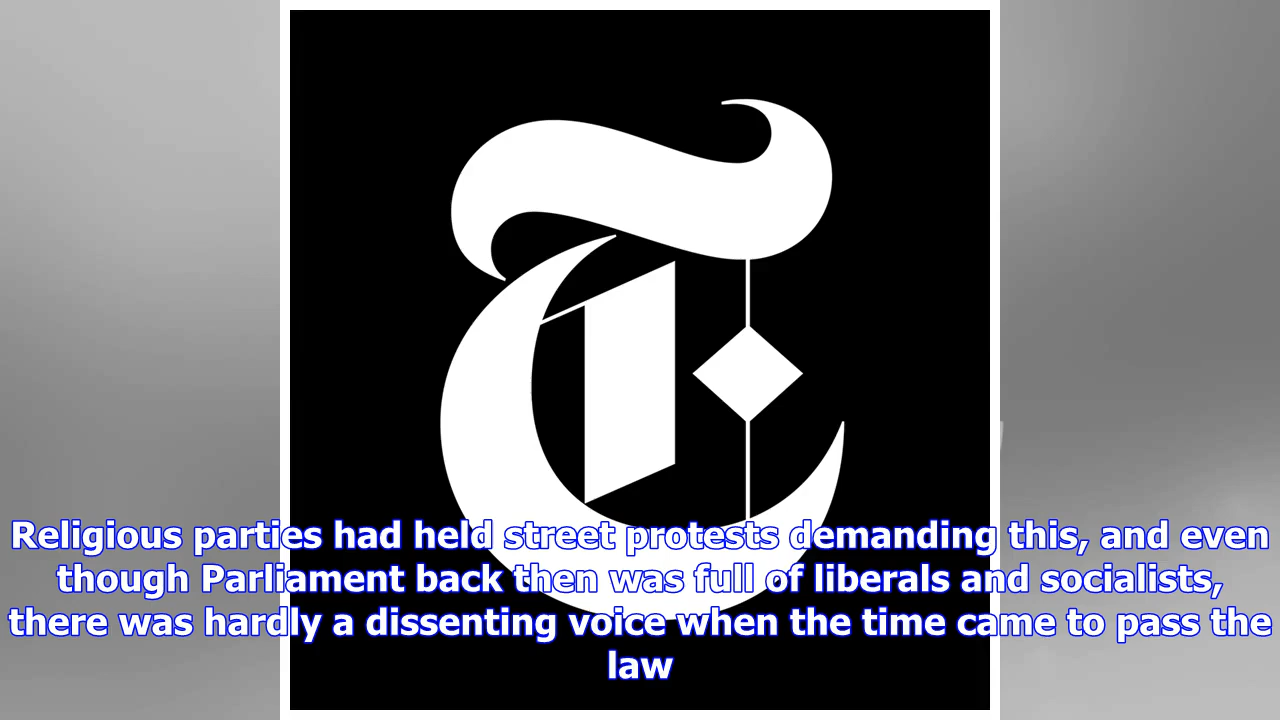 Religious parties had held street protests demanding this, and even
though Parliament back then was full of liberals and socialists,
there was hardly a dissenting voice when the time came to pass the
law